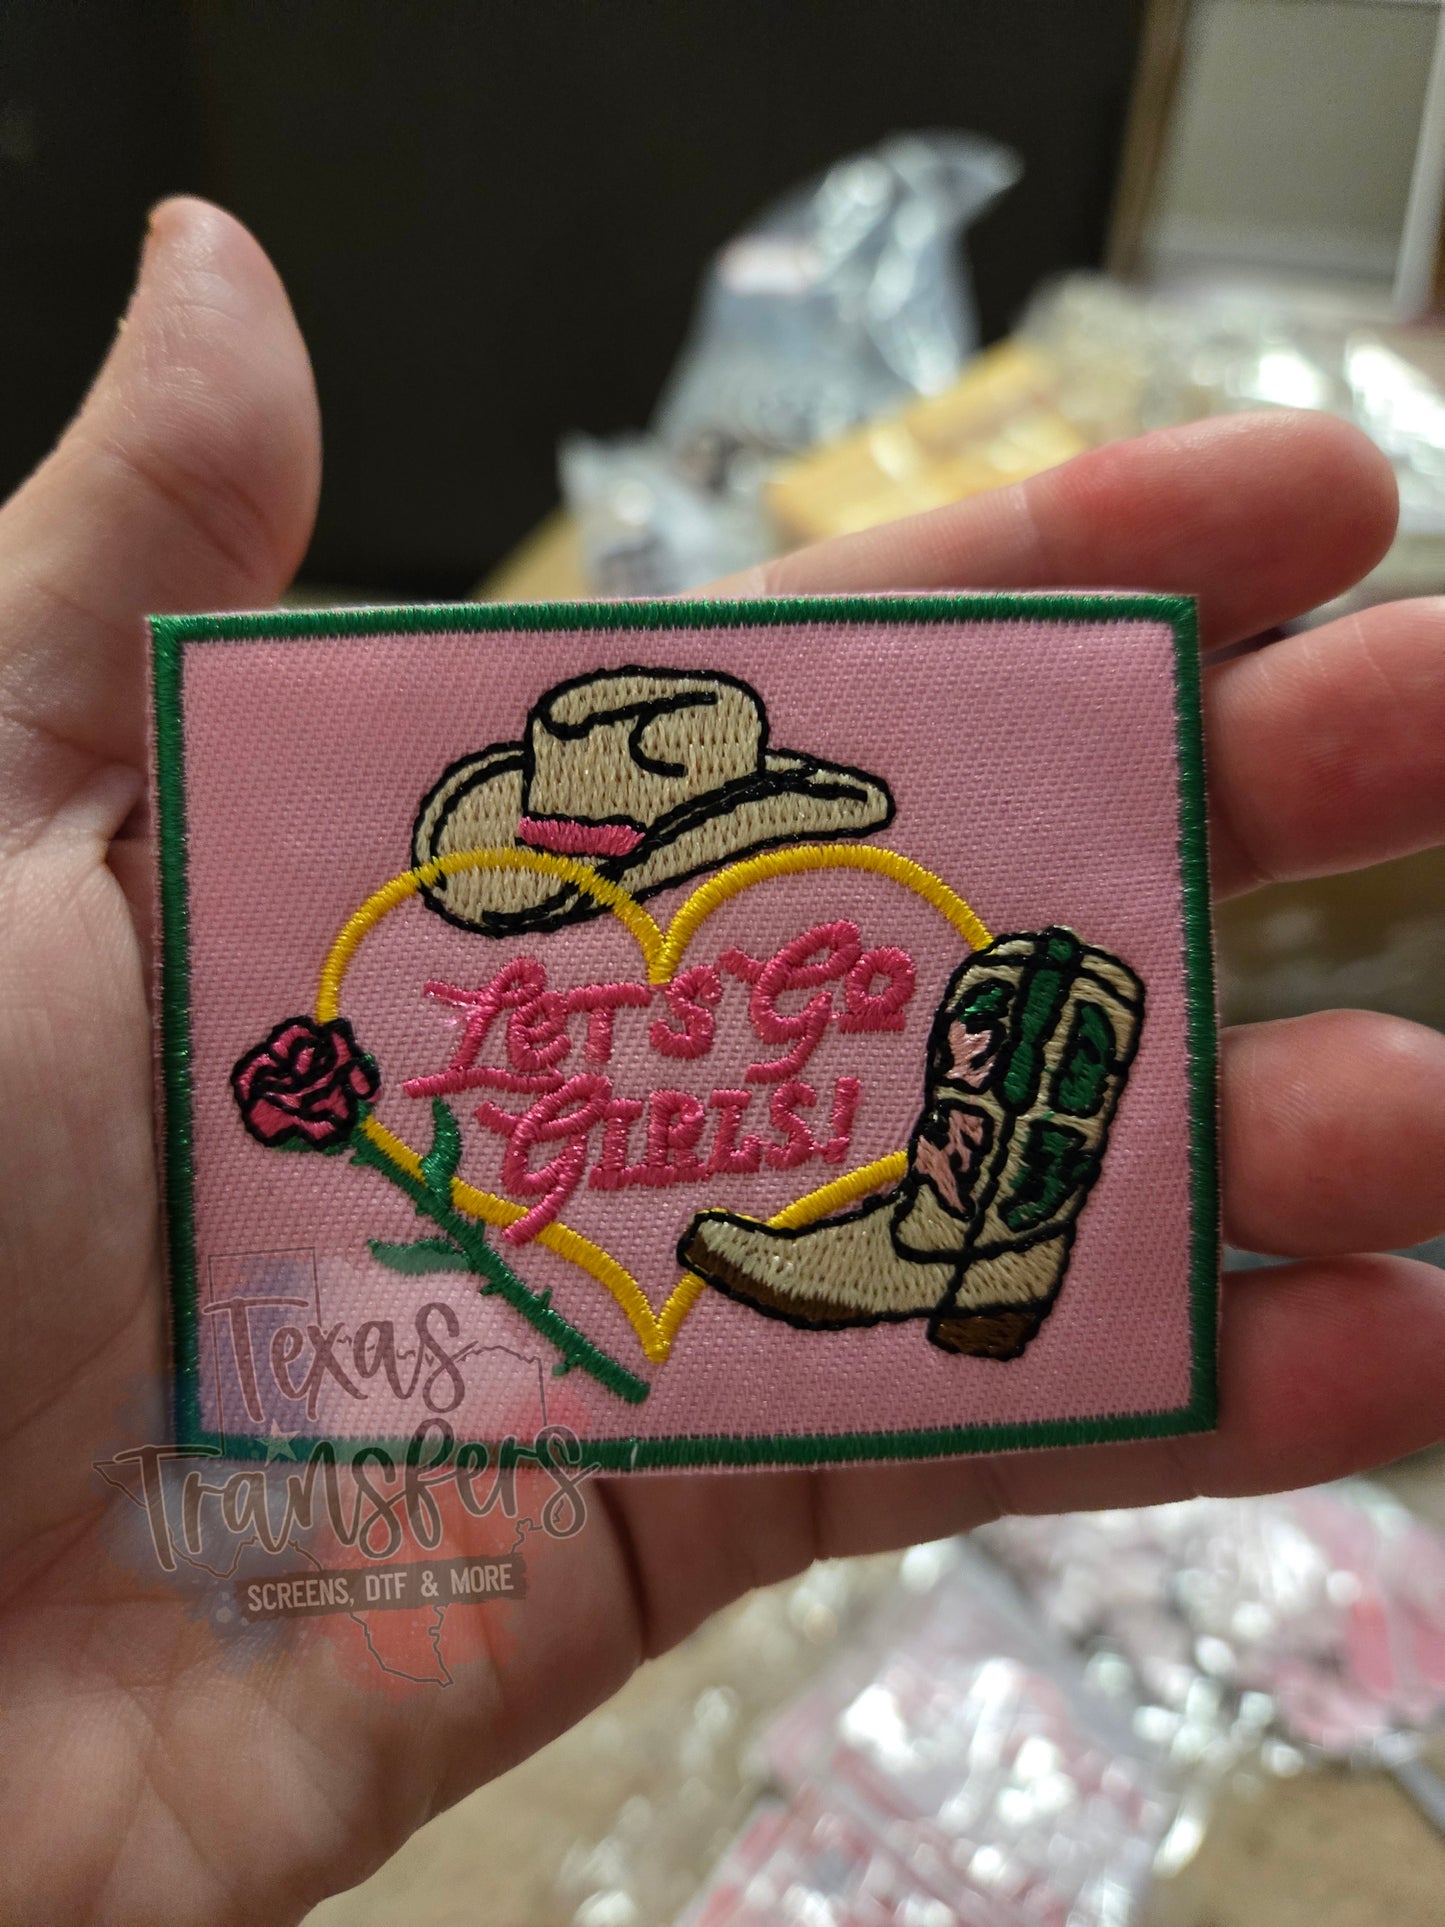 Let's Go
Girls!
Texas
Transfers
SCREENS, DTF & MORE